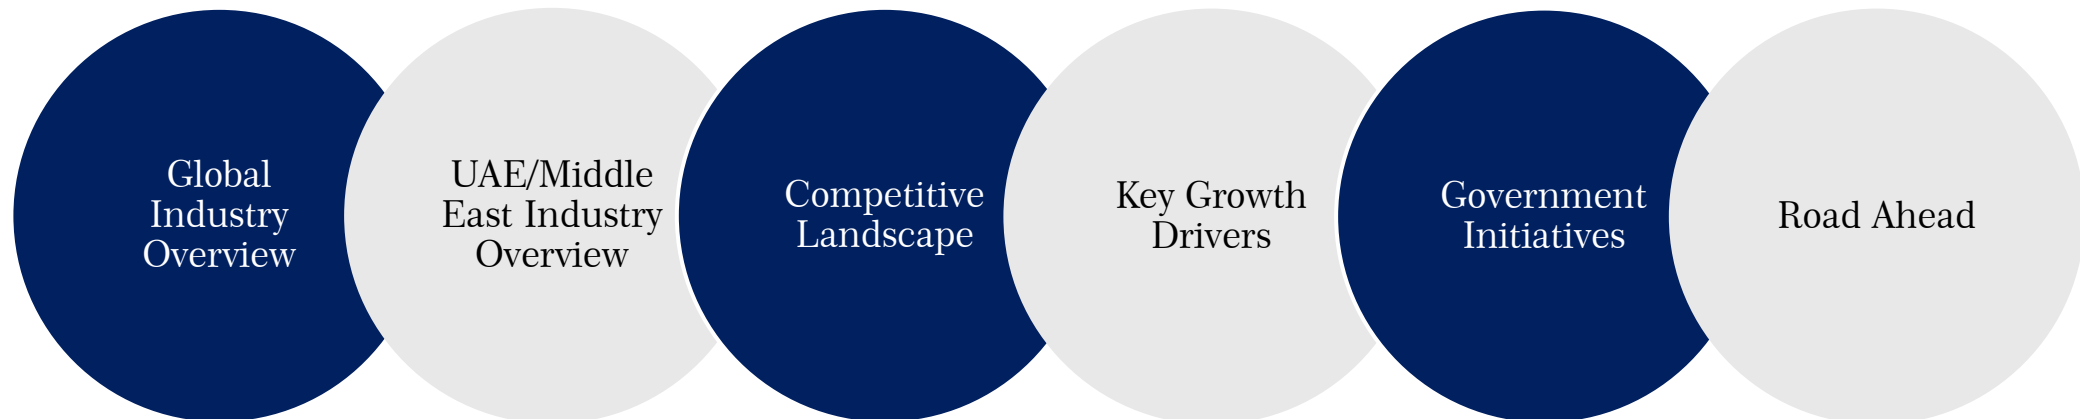 Global
Industry
Overview
UAE/Middle
East Industry
Overview
Competitive
Landscape
Key Growth
Drivers
Government
Initiatives
Road Ahead